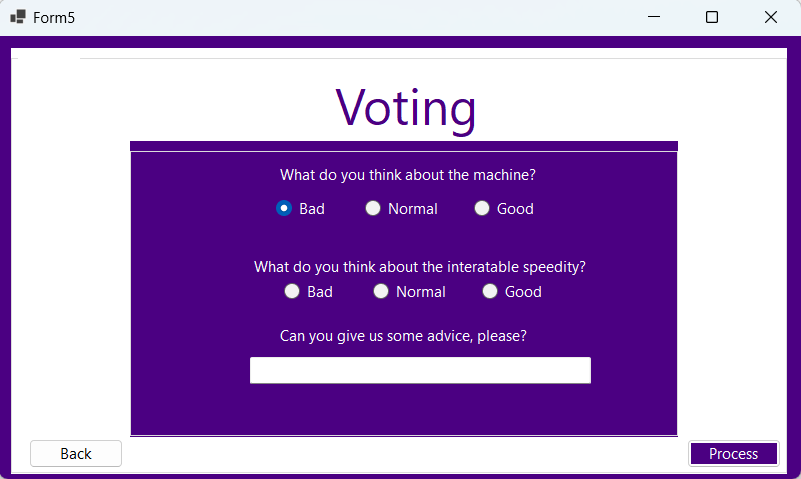 Form5
Voting
What do you think about the machine?
Bad Normal Good
What do you think about the interatable speedity?
Bad Normal Good
Can you give us some advice, please?
Back Process